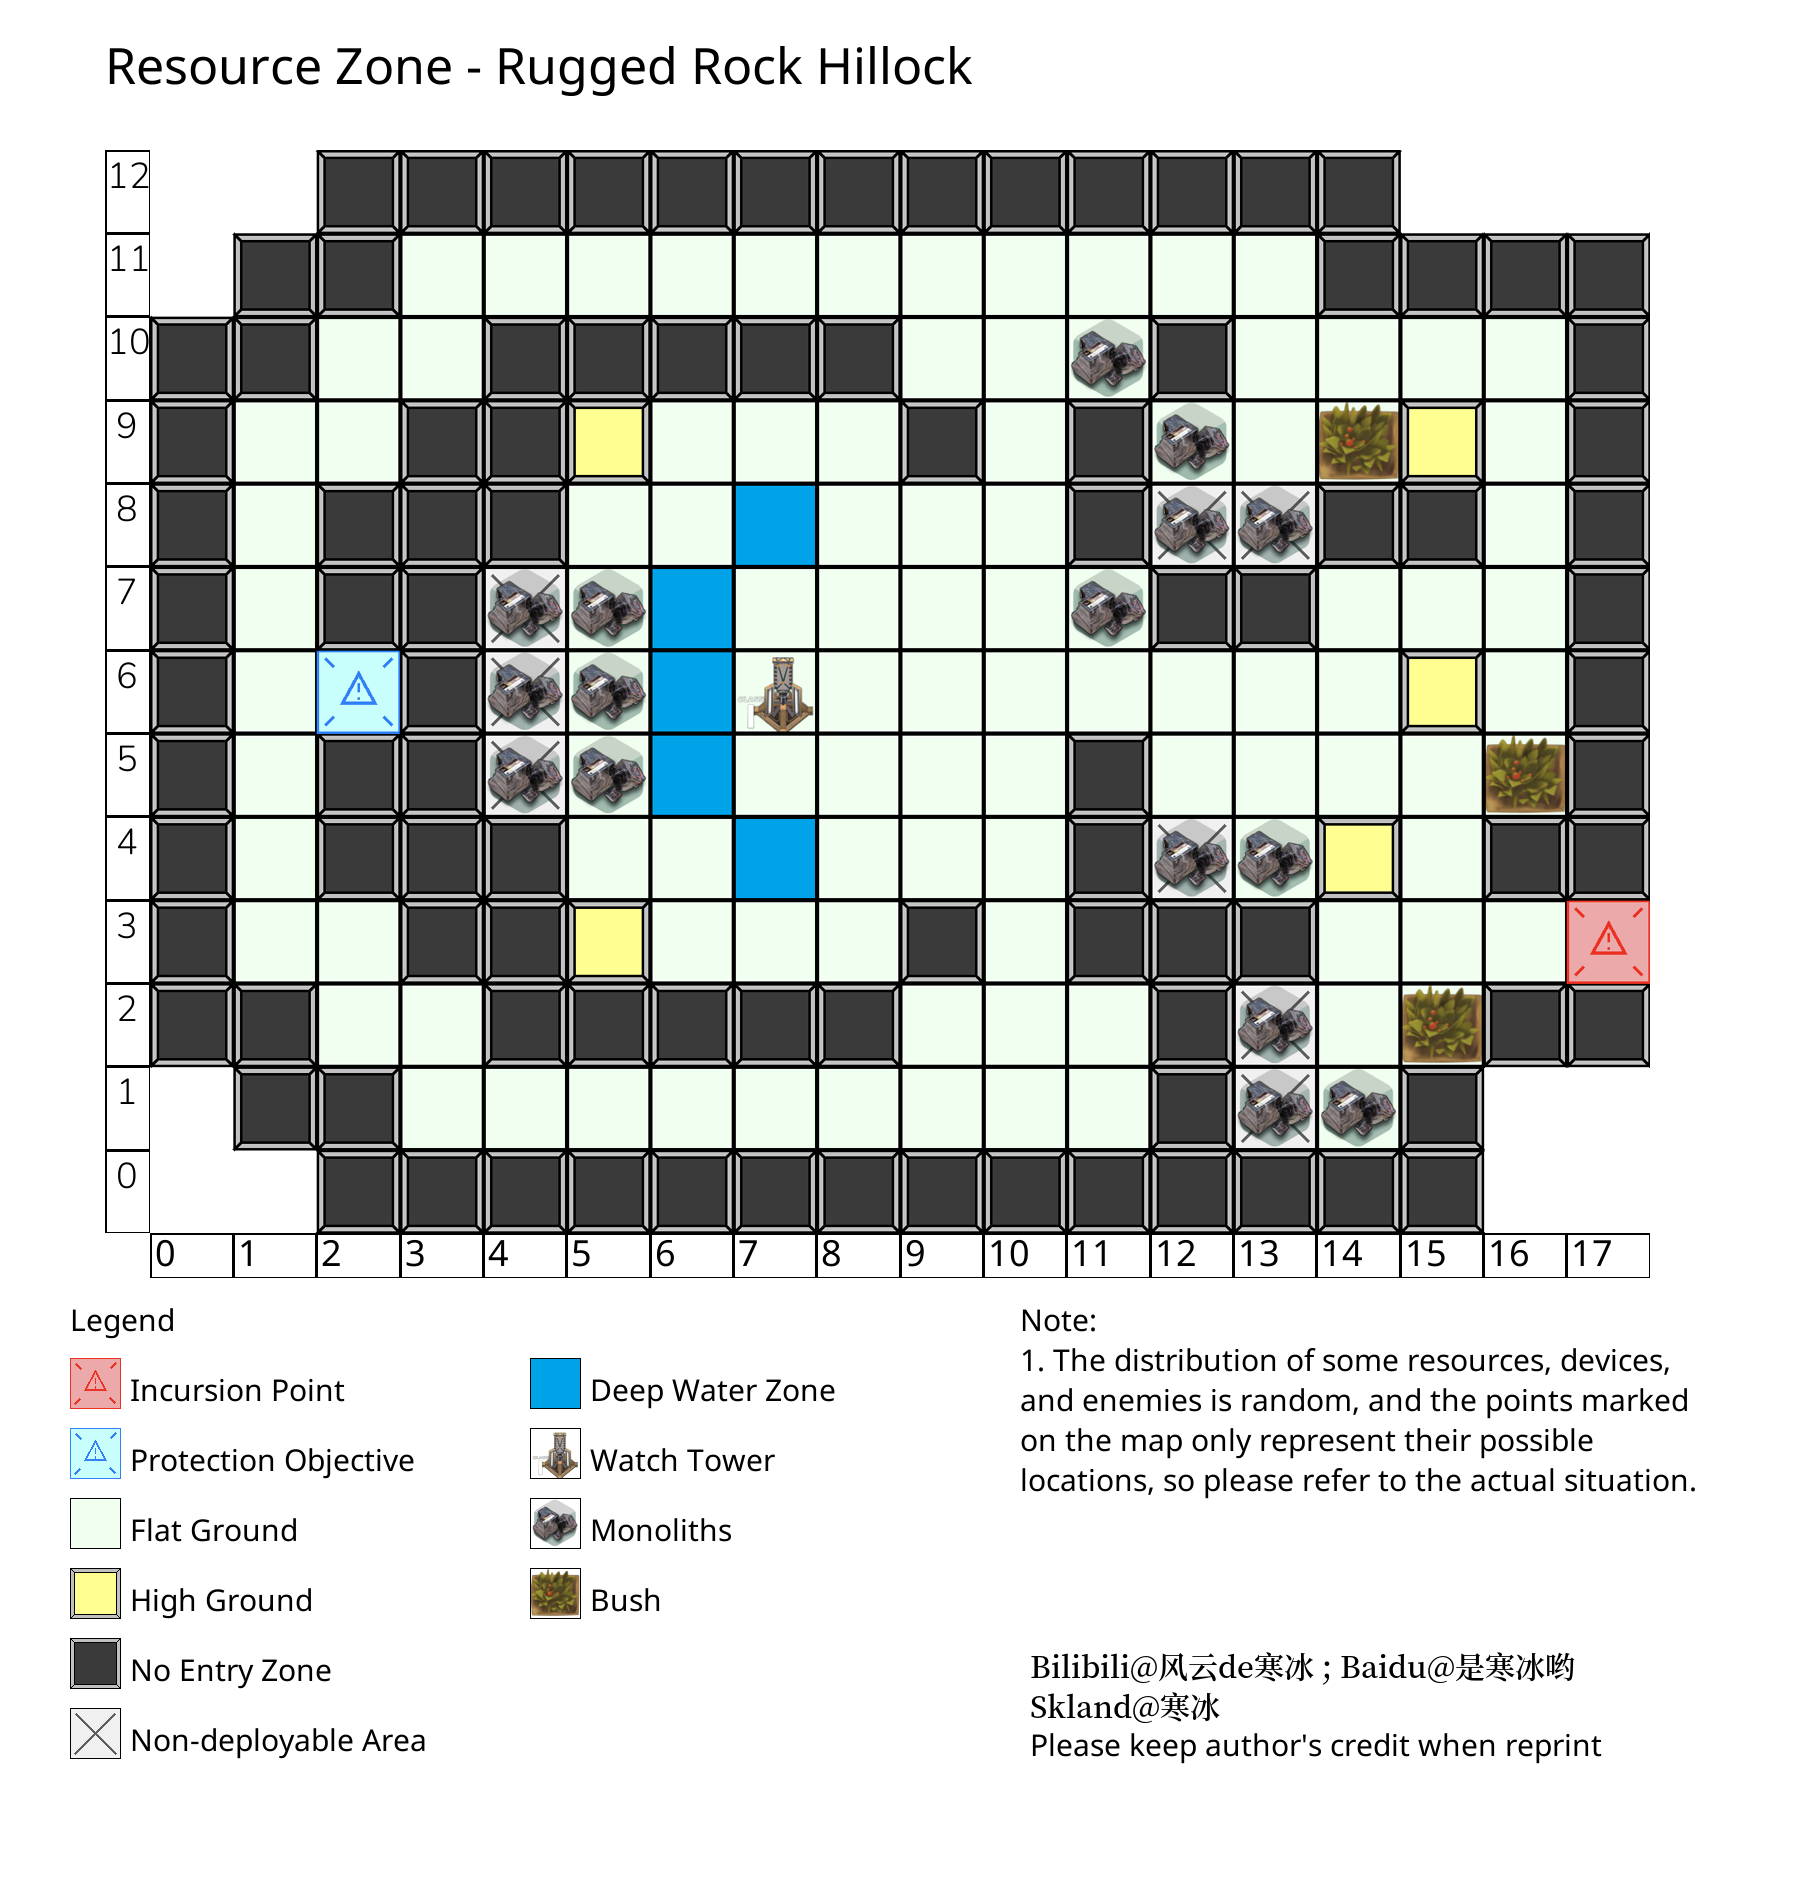 Resource Zone - Rugged Rock Hillock
12
11
10
9
8
7
6
5
4
3
2
1
0
0 1 2 3 4 5 6 7 8 9 10 11 12 13 14 15 16 17
Legend
Incursion Point
Protection Objective
Flat Ground
High Ground
No Entry Zone
Non-deployable Area
Deep Water Zone
Watch Tower
Monoliths
Bush
Note:
1. The distribution of some resources, devices,
and enemies is random, and the points marked
on the map only represent their possible
locations, so please refer to the actual situation.
Bilibili@风云de寒冰 ; Baidu@是寒冰哟
Skland@寒冰
Please keep author's credit when reprint